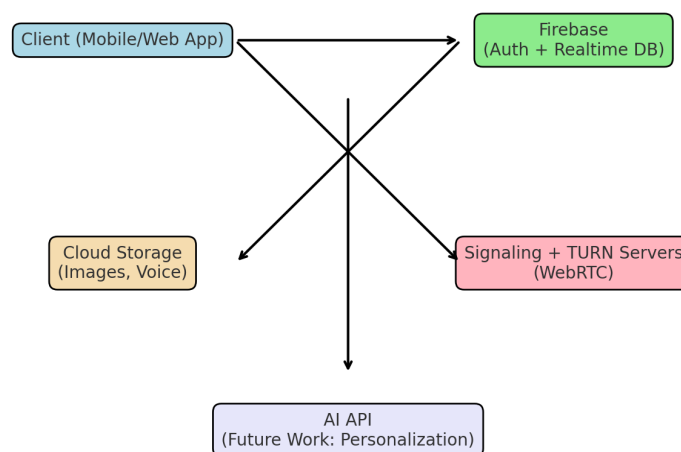 Client (Mobile/Web App)
Firebase
(Auth + Realtime DB)
Cloud Storage
(Images, Voice)
Signaling + TURN Servers
(WebRTC)
AI API
(Future Work: Personalization)